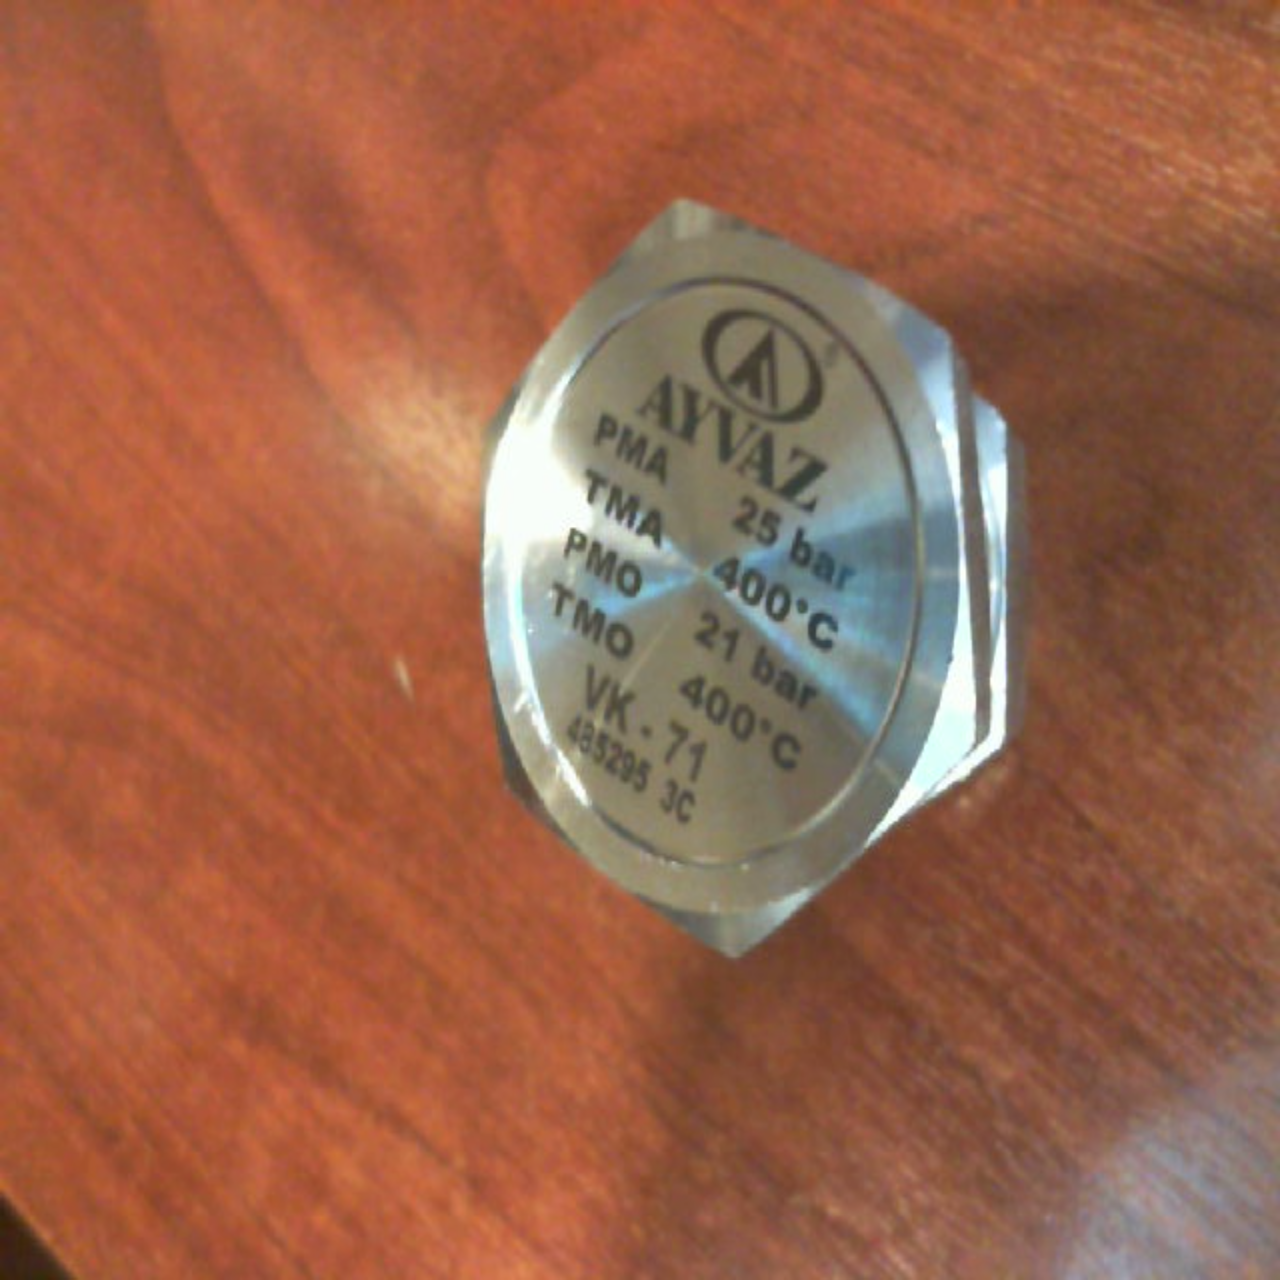 AYVAZ
PMA 25 bar
TMA 400°C
PMO 21 bar
TMO 400°C
VK - 71
485295 3C